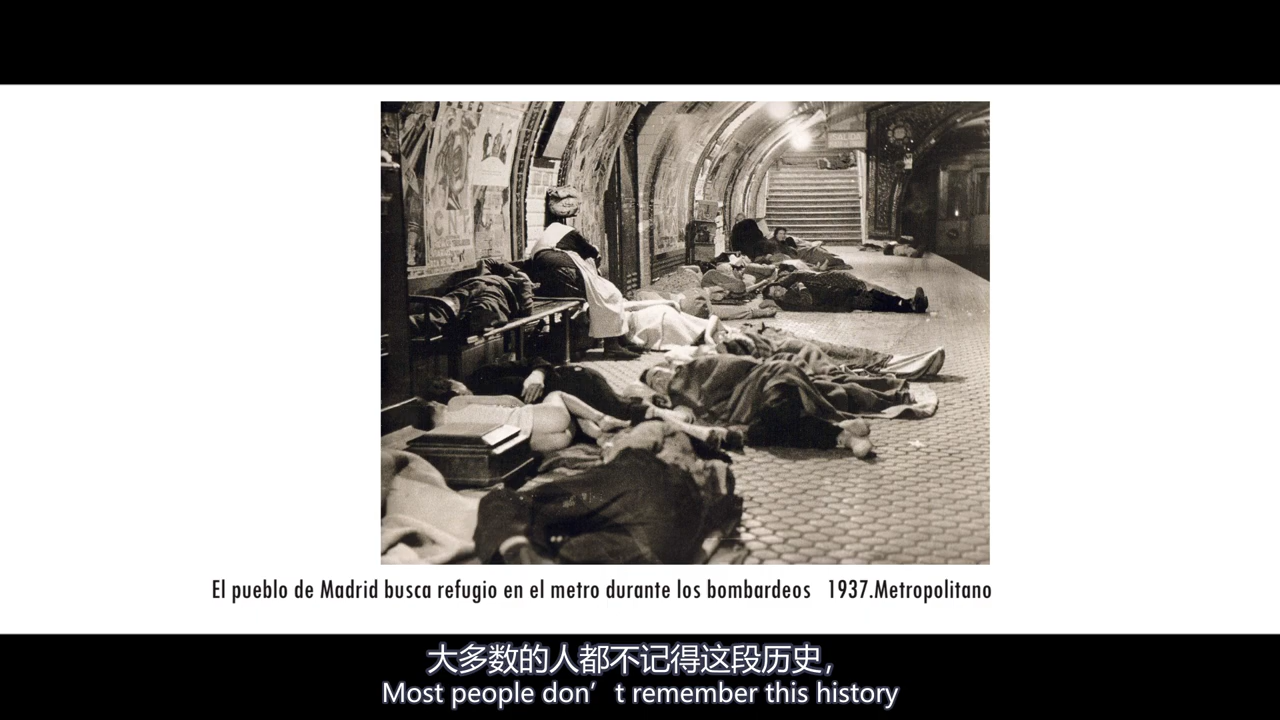 CNT
El pueblo de Madrid busca refugio en el metro durante los bombardeos 1937.Metropolitano
大多数的人都不记得这段历史，
Most people don’t remember this history